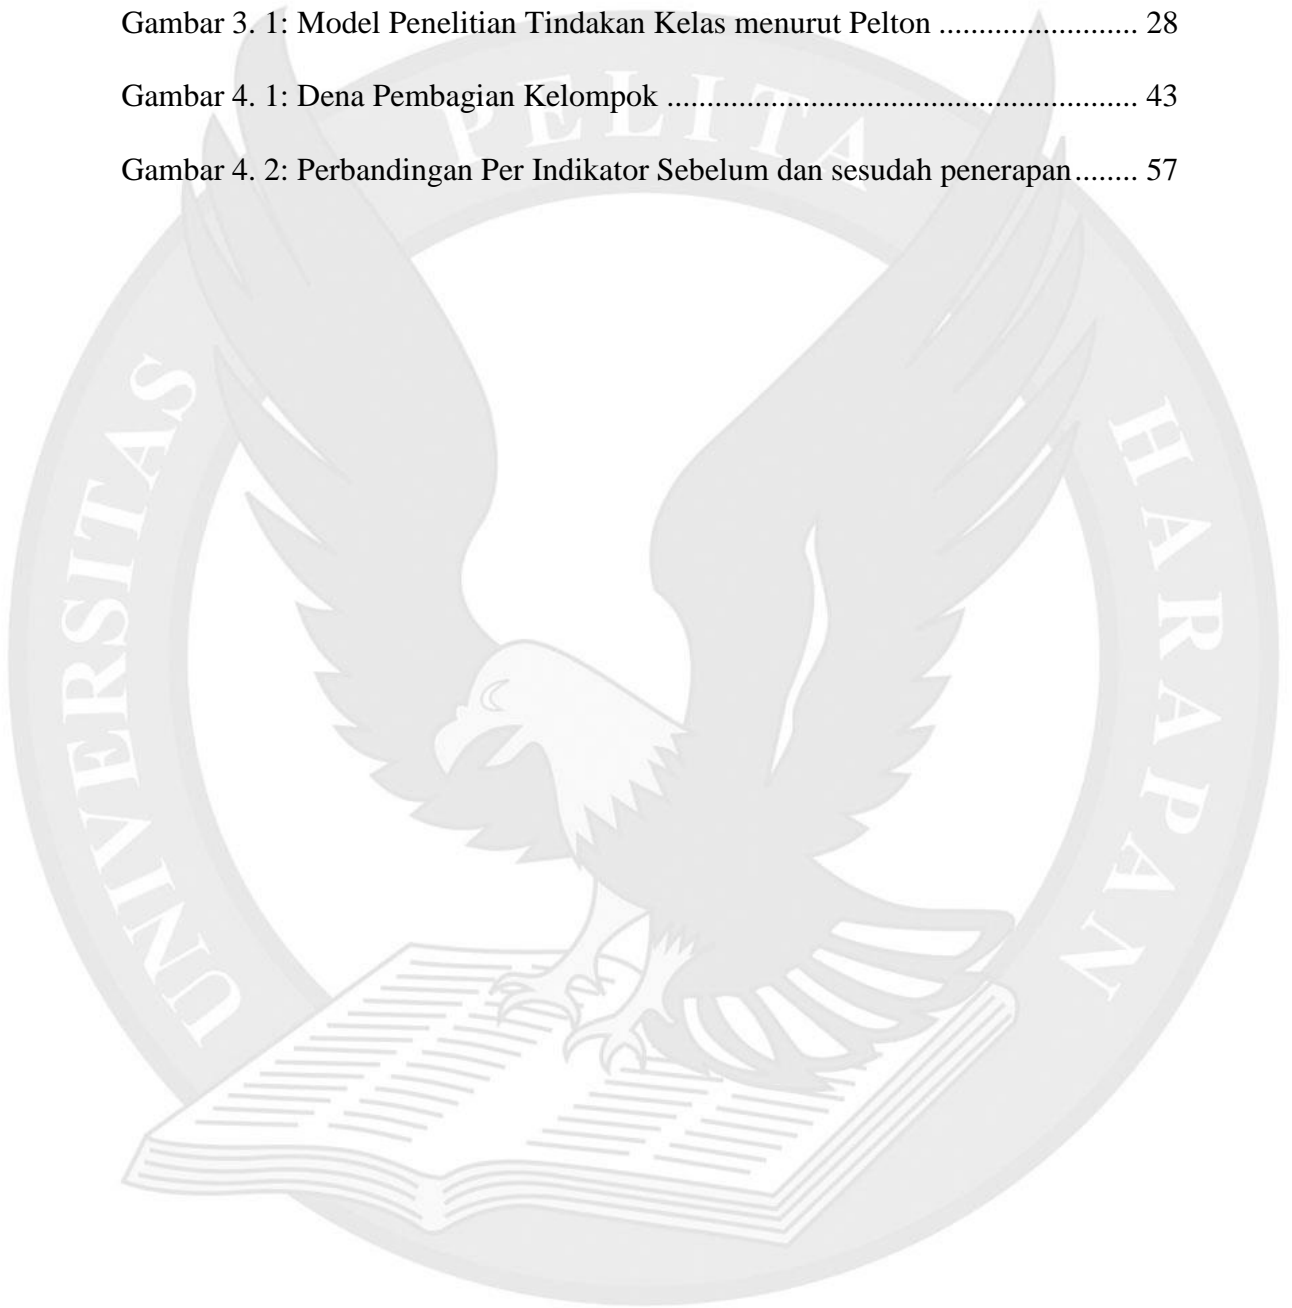 Gambar 3. 1: Model Penelitian Tindakan Kelas menurut Pelton ......................... 28
Gambar 4. 1: Dena Pembagian Kelompok ........................................................... 43
Gambar 4. 2: Perbandingan Per Indikator Sebelum dan sesudah penerapan........ 57
UNIVERSITAS PELITA HARAPAN